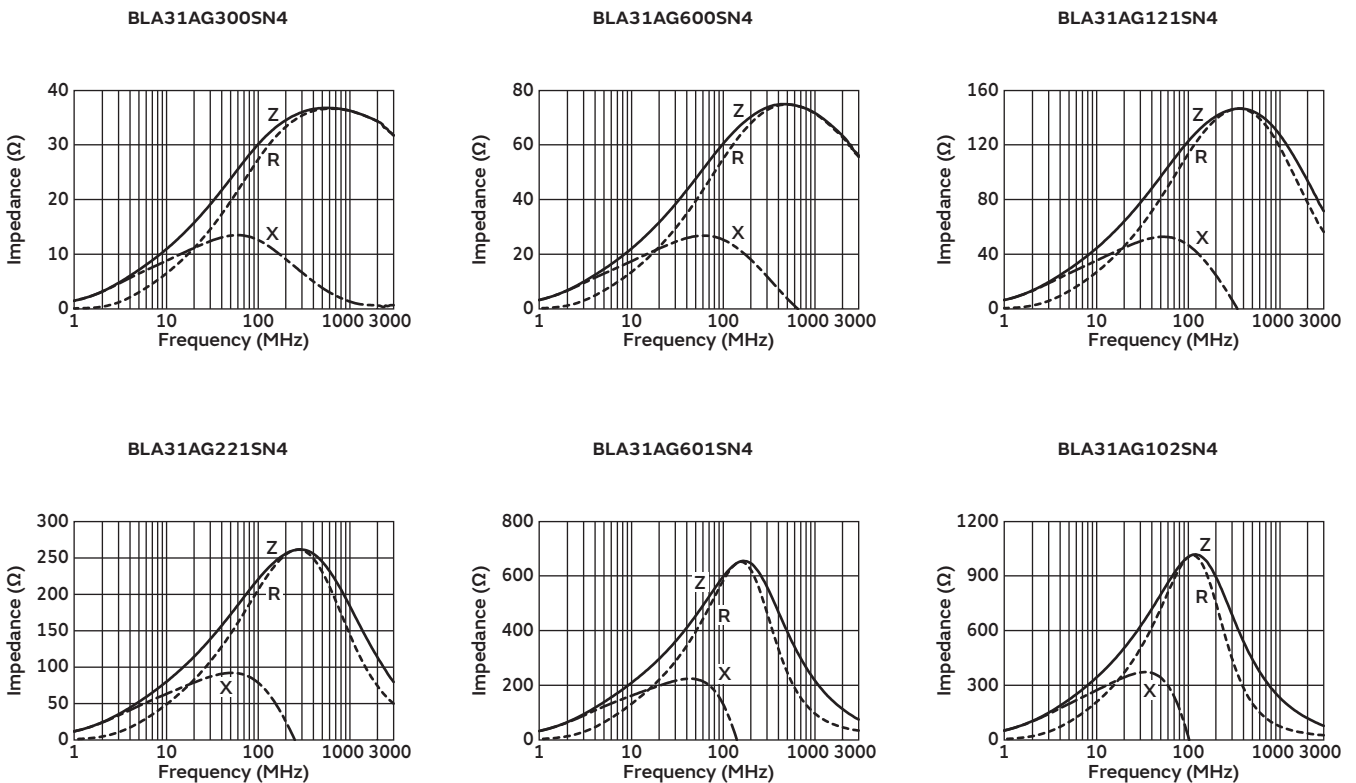 BLA31AG300SN4
BLA31AG600SN4
BLA31AG121SN4
Impedance (Ω)
40
30
20
10
0
Z
R
X
1 10 100 1000 3000
Frequency (MHz)
Impedance (Ω)
80
60
40
20
0
Z
R
X
1 10 100 1000 3000
Frequency (MHz)
Impedance (Ω)
160
120
80
40
0
Z
R
X
1 10 100 1000 3000
Frequency (MHz)
BLA31AG221SN4
BLA31AG601SN4
BLA31AG102SN4
Impedance (Ω)
300
250
200
150
100
50
0
Z
R
X
1 10 100 1000 3000
Frequency (MHz)
Impedance (Ω)
800
600
400
200
0
Z
R
X
1 10 100 1000 3000
Frequency (MHz)
Impedance (Ω)
1200
900
600
300
0
Z
R
X
1 10 100 1000 3000
Frequency (MHz)